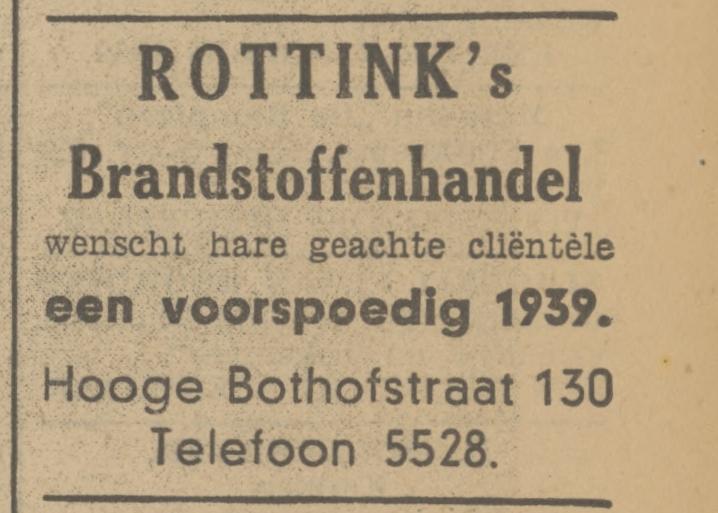 ROTTINK's
Brandstoffenhandel
wenscht hare geachte cliëntèle
een voorspoedig 1939.
Hooge Bothofstraat 130
Telefoon 5528.